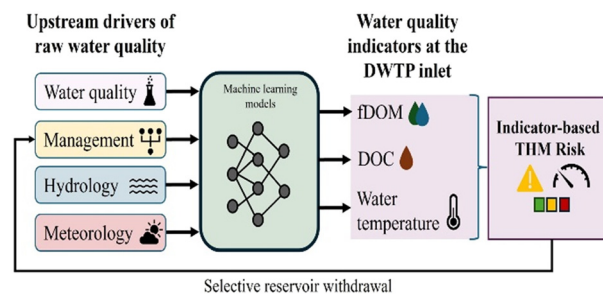 Upstream drivers of
raw water quality
Water quality
Management
Hydrology
Meteorology
Machine learning
models
Water quality
indicators at the
DWTP inlet
fDOM
DOC
Water
temperature
Indicator-based
THM Risk
Selective reservoir withdrawal